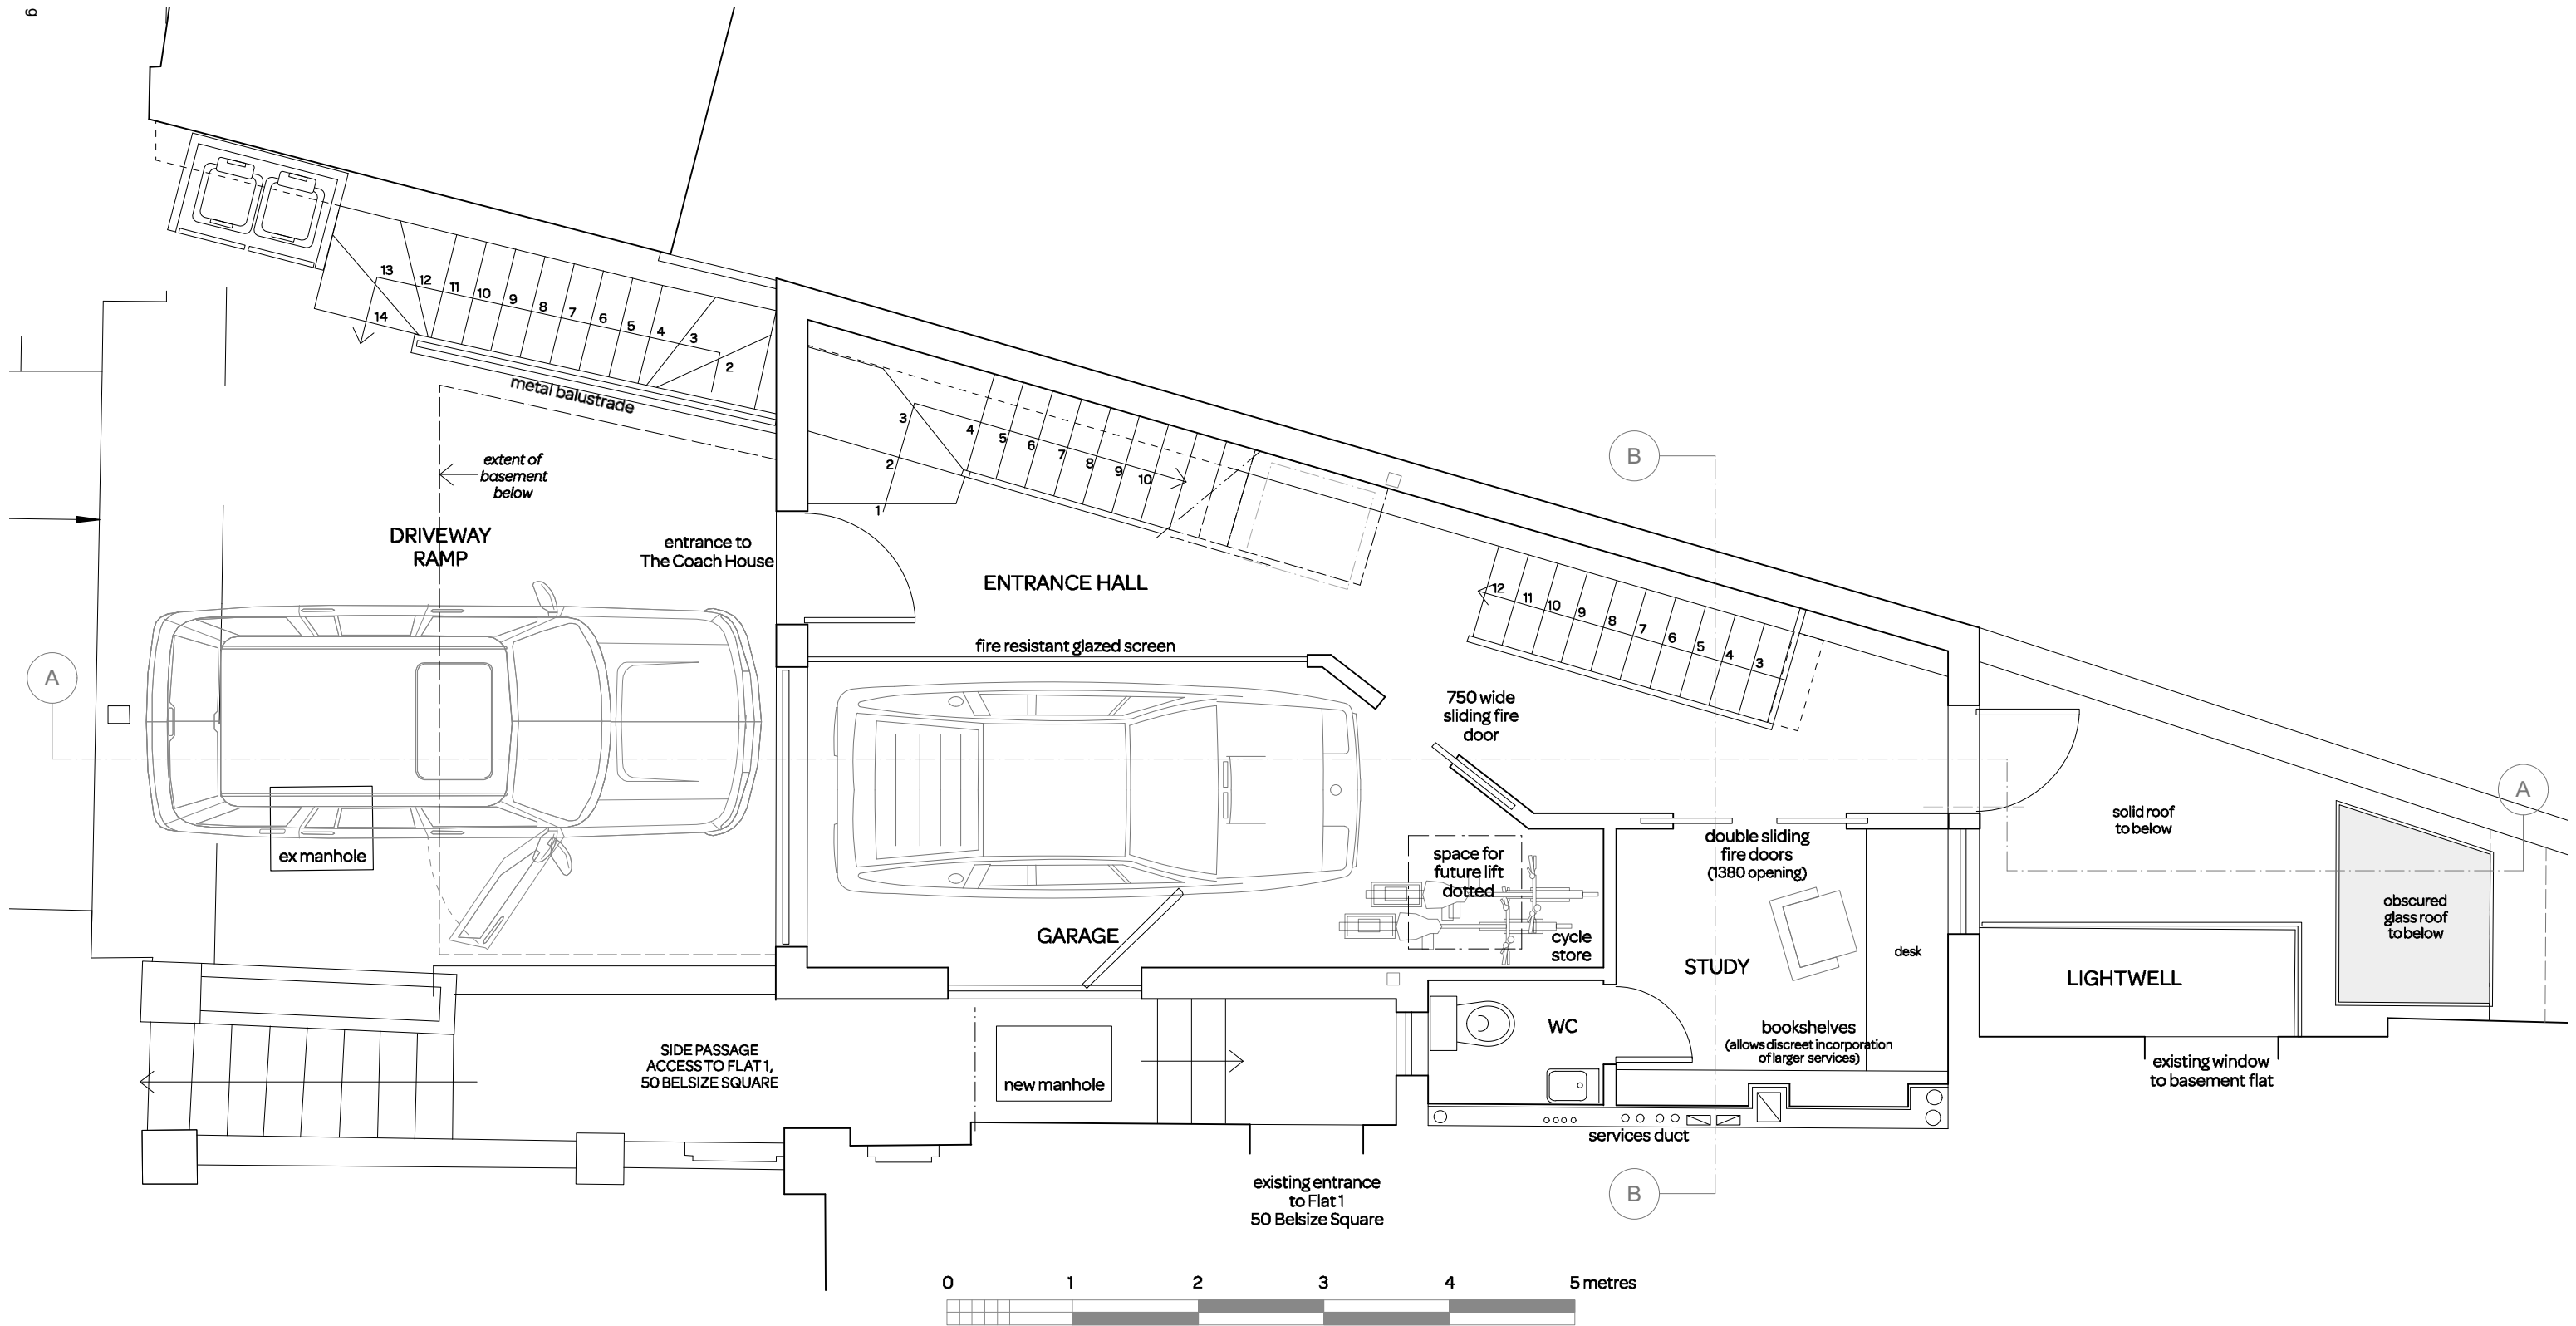 g
13
12
11
10
9
8
7
6
5
4
3
2
14
metal balustrade
extent of
basement
below
DRIVEWAY
RAMP
entrance to
The Coach House
3
2
1
4
5
6
7
8
9
10
ENTRANCE HALL
fire resistant glazed screen
B
12
11
10
9
8
7
6
5
4
3
A
750 wide
sliding fire
door
ex manhole
space for
future lift
dotted
GARAGE
cycle
store
double sliding
fire doors
(1380 opening)
STUDY
desk
solid roof
to below
A
obscured
glass roof
to below
LIGHTWELL
existing window
to basement flat
SIDE PASSAGE
ACCESS TO FLAT 1,
50 BELSIZE SQUARE
new manhole
WC
bookshelves
(allows discreet incorporation
of larger services)
services duct
existing entrance
to Flat 1
50 Belsize Square
B
0 1 2 3 4 5 metres